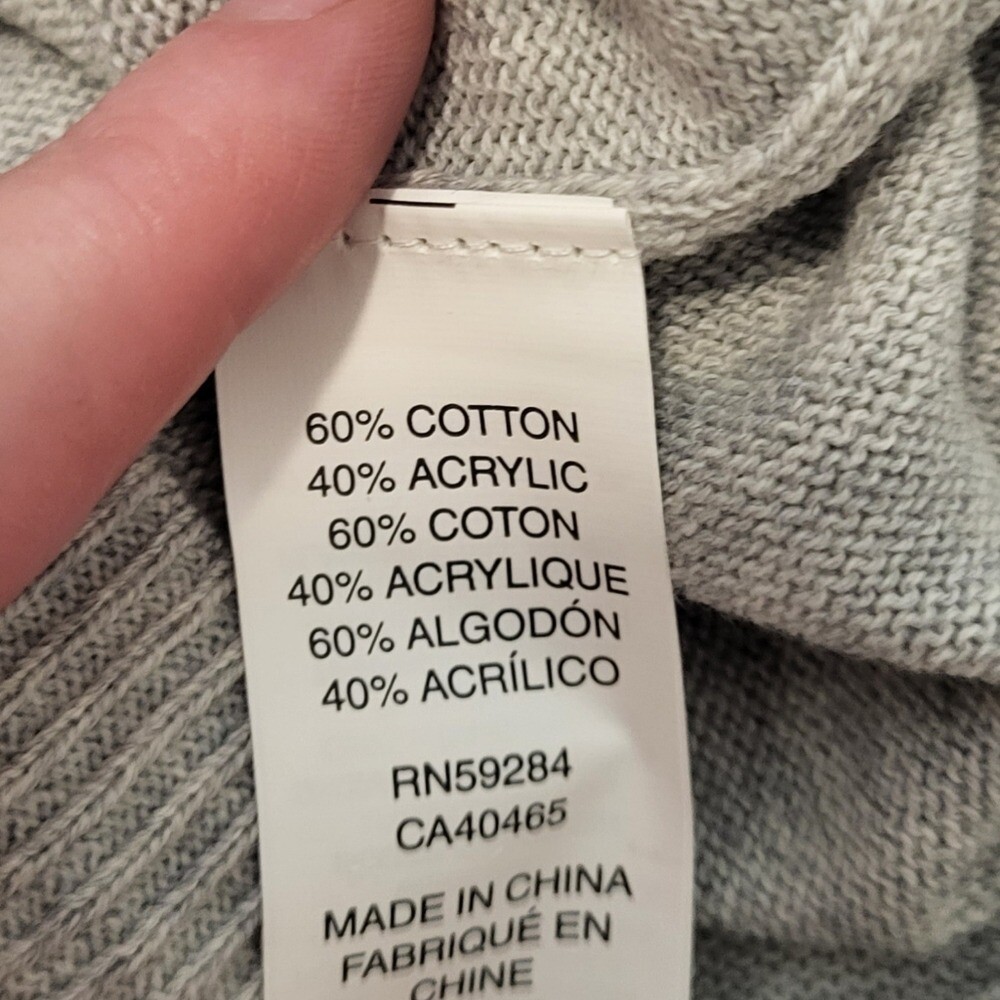 60% COTTON
40% ACRYLIC
60% COTON
40% ACRYLIQUE
60% ALGODÓN
40% ACRÍLICO
RN59284
CA40465
MADE IN CHINA
FABRIQUÉ EN
CHINE